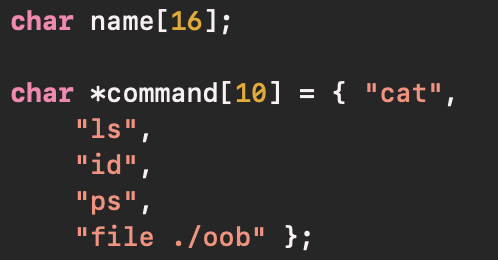 char name[16];
char *command[10] = { "cat",
"ls",
"id",
"ps",
"file ./oob" };